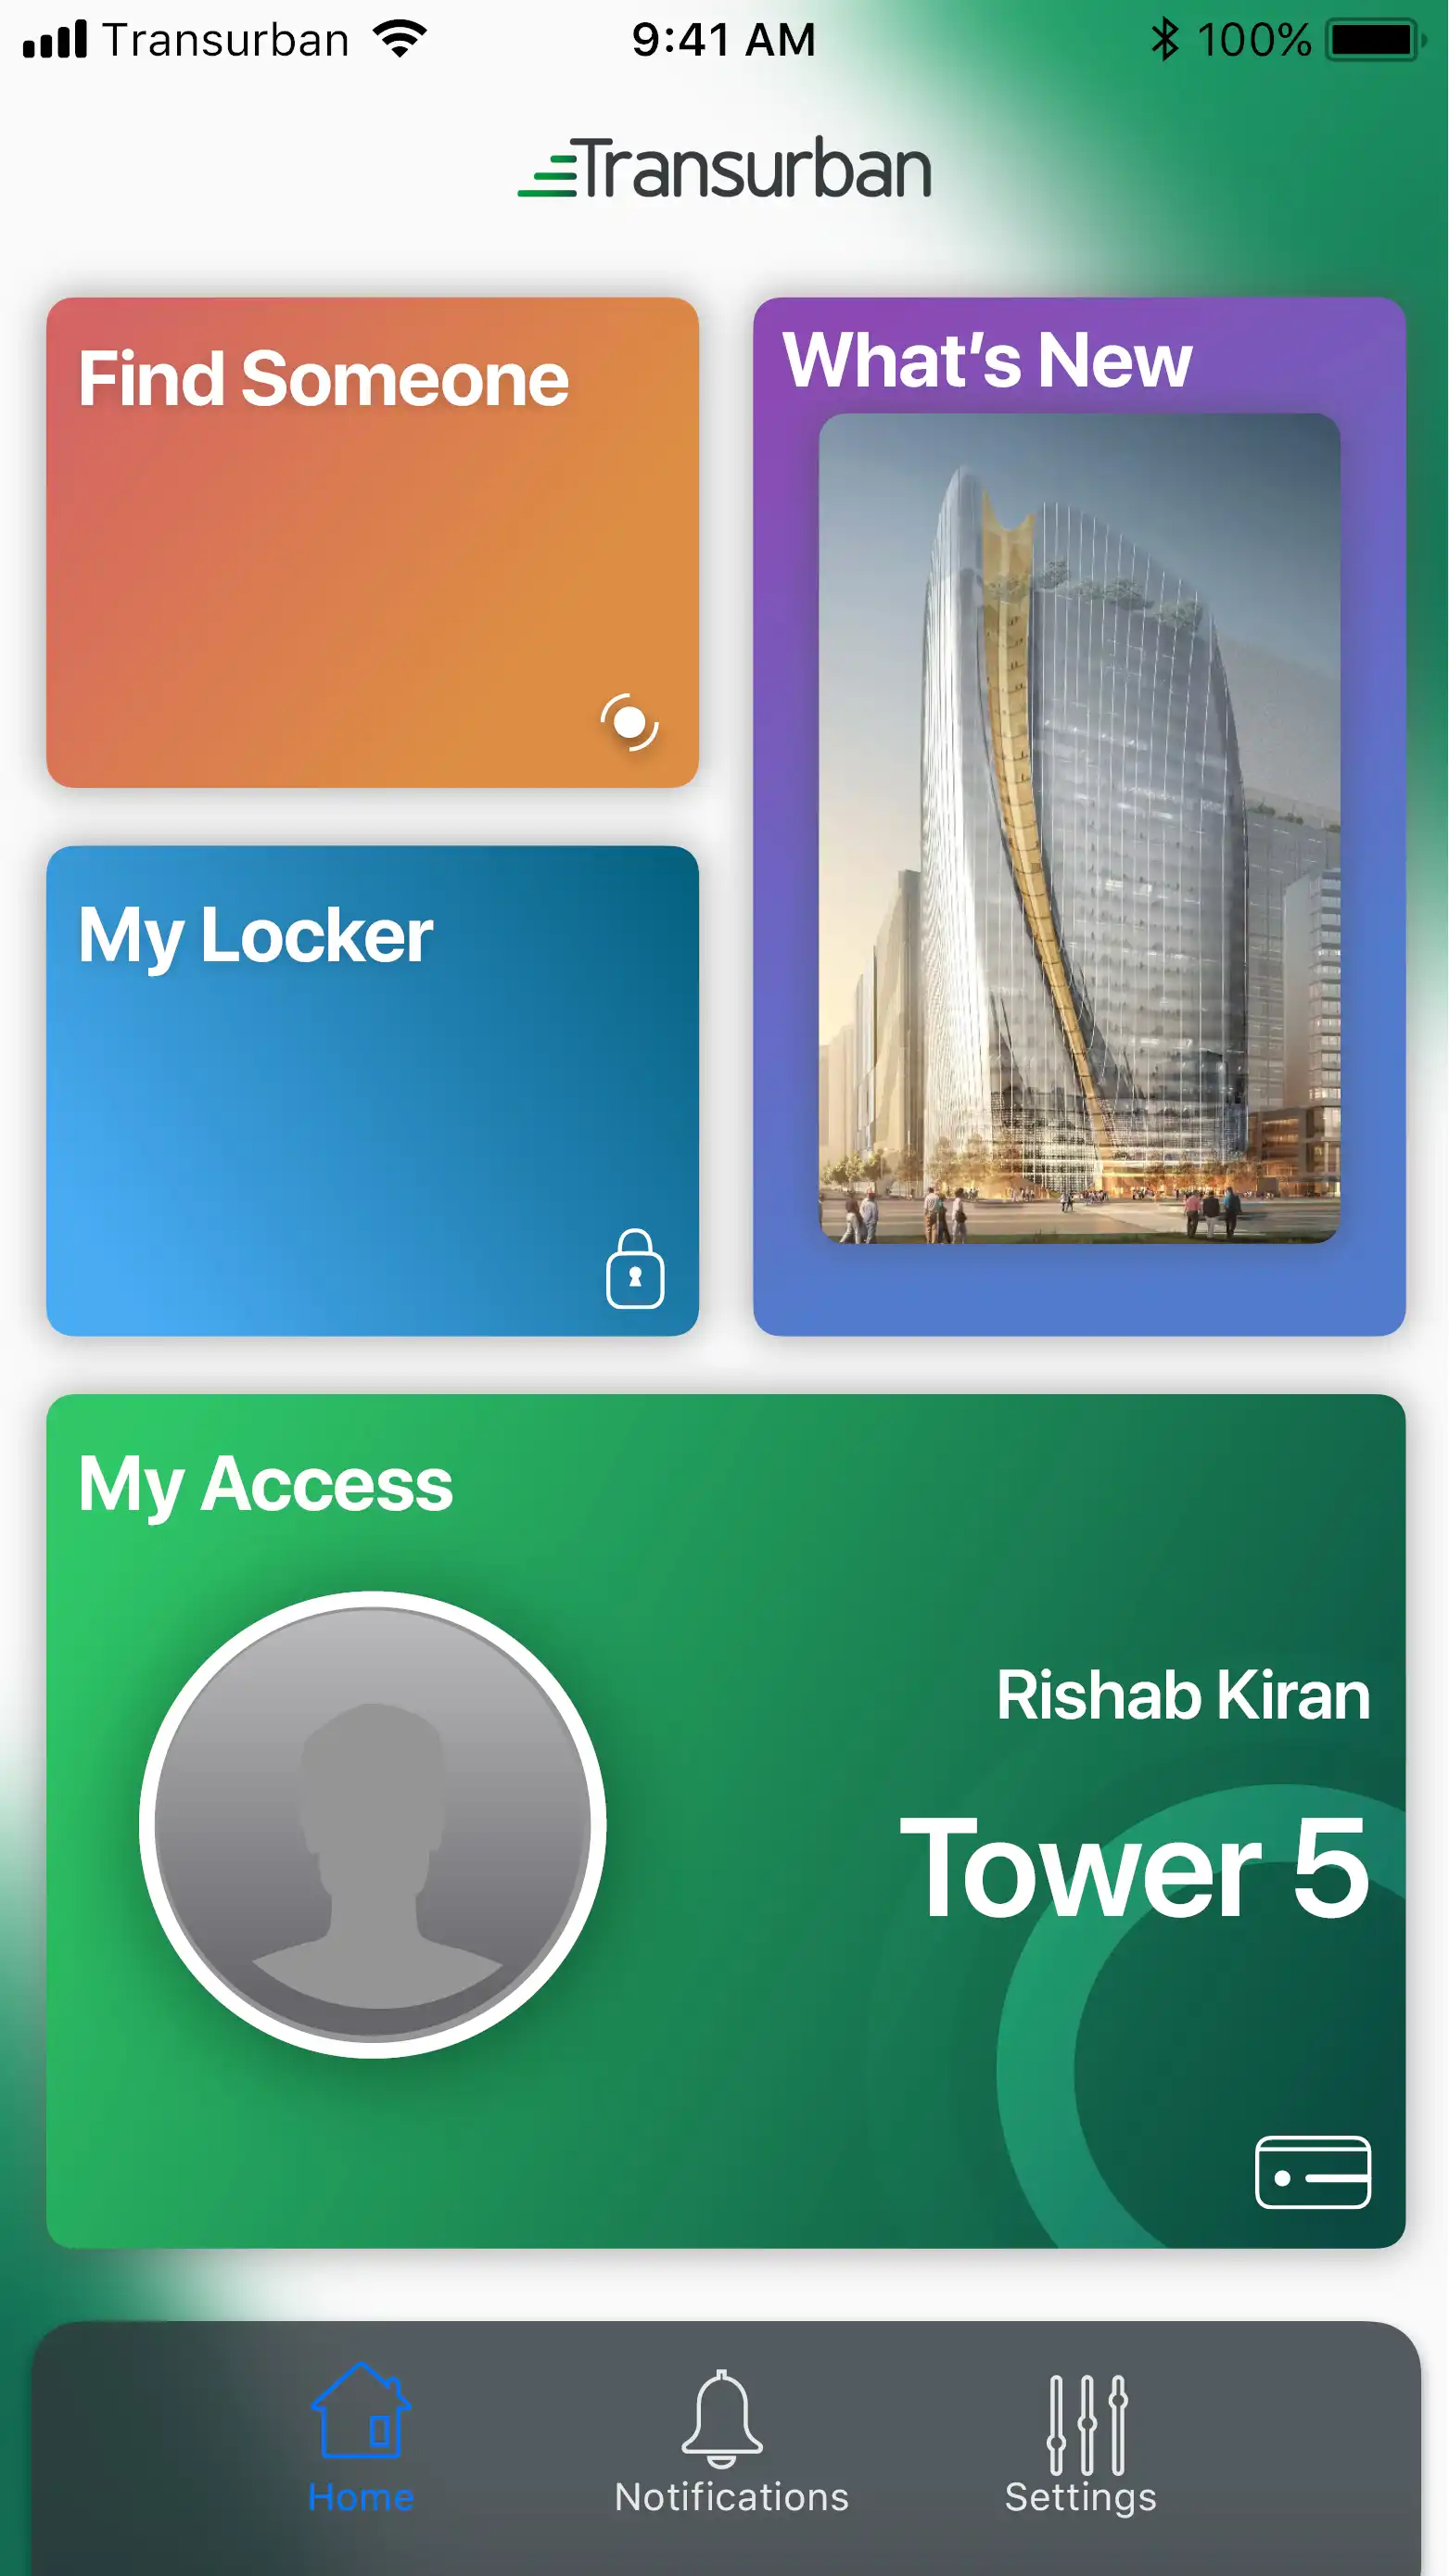 Transurban 9:41 AM 100%
Transurban
Find Someone
What's New
My Locker
My Access
Rishab Kiran
Tower 5
Home Notifications Settings